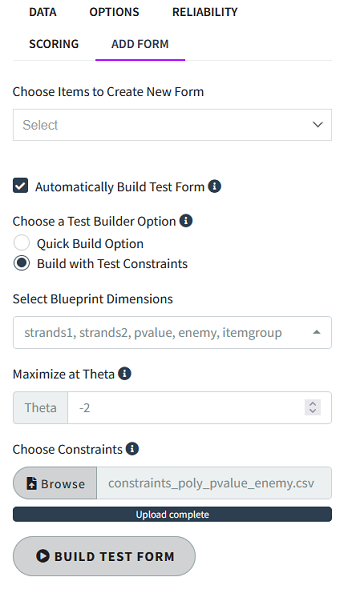 DATA OPTIONS RELIABILITY
SCORING ADD FORM
Choose Items to Create New Form
Select
Automatically Build Test Form
Choose a Test Builder Option
Quick Build Option
Build with Test Constraints
Select Blueprint Dimensions
strands1, strands2, pvalue, enemy, itemgroup
Maximize at Theta
Theta -2
Choose Constraints
Browse constraints_poly_pvalue_enemy.csv
Upload complete
BUILD TEST FORM